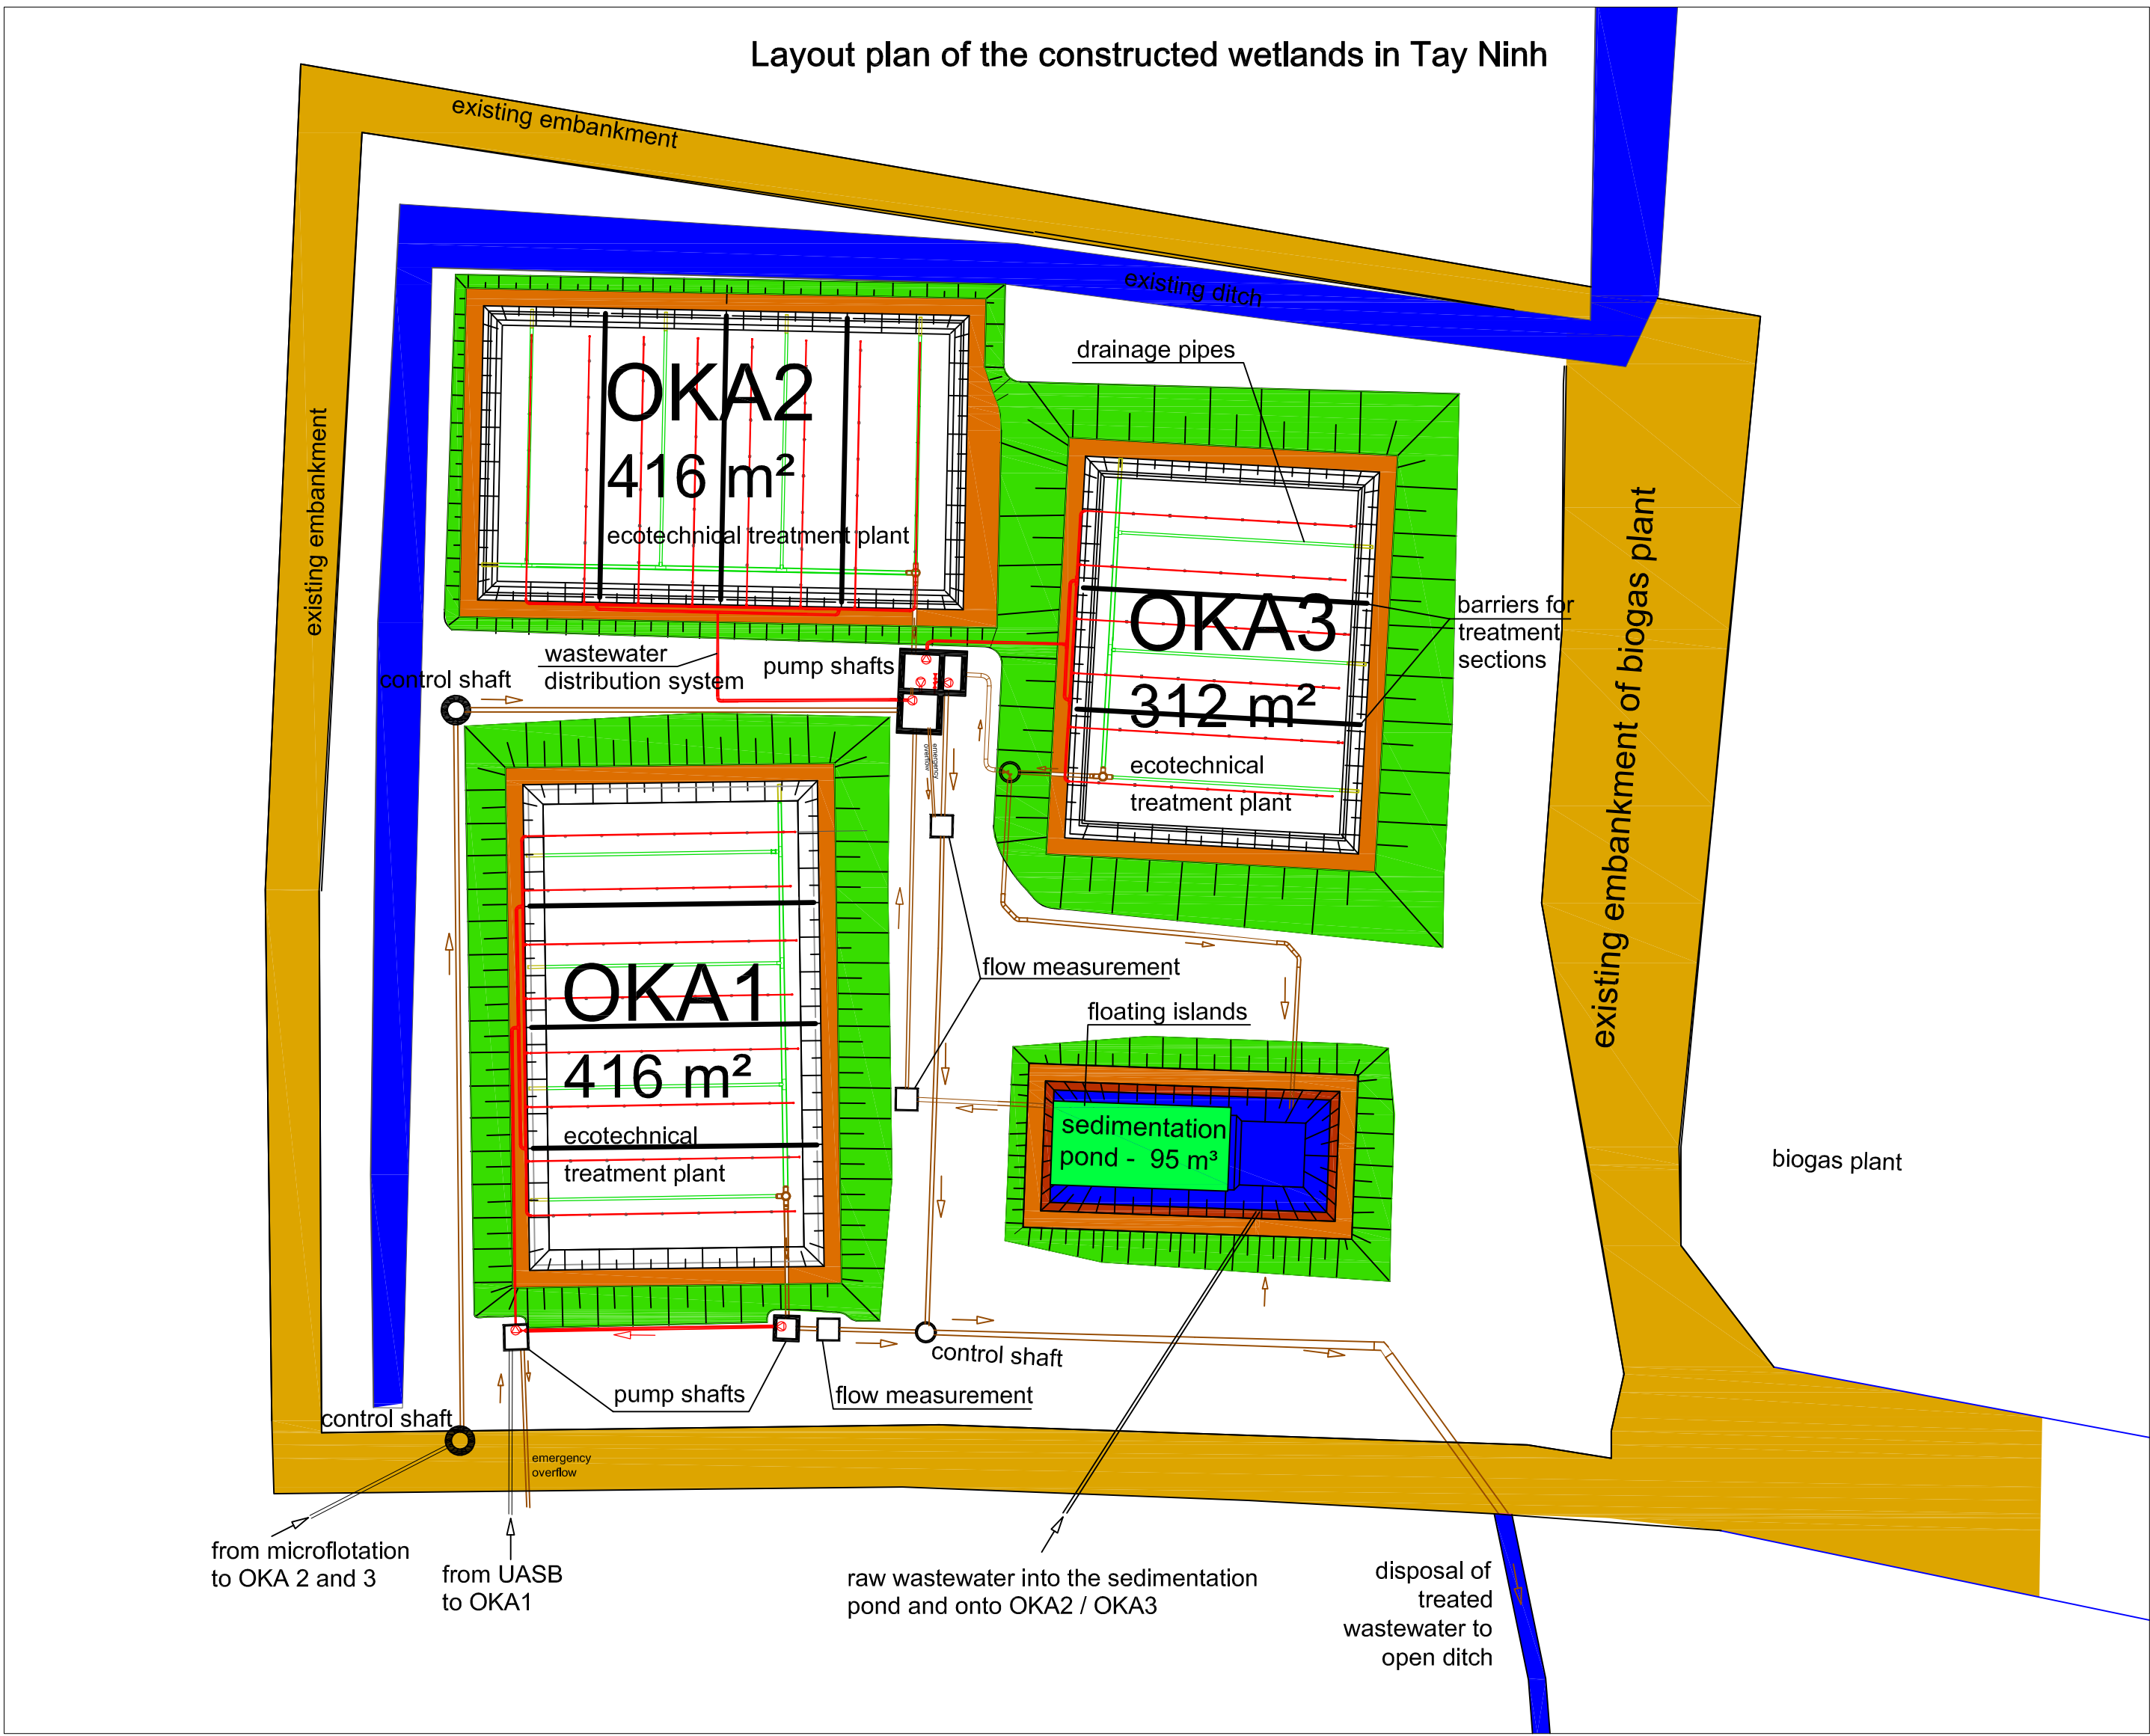 Layout plan of the constructed wetlands in Tay Ninh
existing embankment
existing ditch
existing embankment
drainage pipes
OKA2
416 m²
ecotechnical treatment plant
OKA3
312 m²
ecotechnical
treatment plant
barriers for
treatment
sections
existing embankment of biogas plant
wastewater
distribution system
pump shafts
control shaft
emergency
overflow
flow measurement
floating islands
OKA1
416 m²
ecotechnical
treatment plant
sedimentation
pond - 95 m³
biogas plant
control shaft
pump shafts
flow measurement
control shaft
emergency
overflow
from microflotation
to OKA 2 and 3
from UASB
to OKA1
raw wastewater into the sedimentation
pond and onto OKA2 / OKA3
disposal of
treated
wastewater to
open ditch